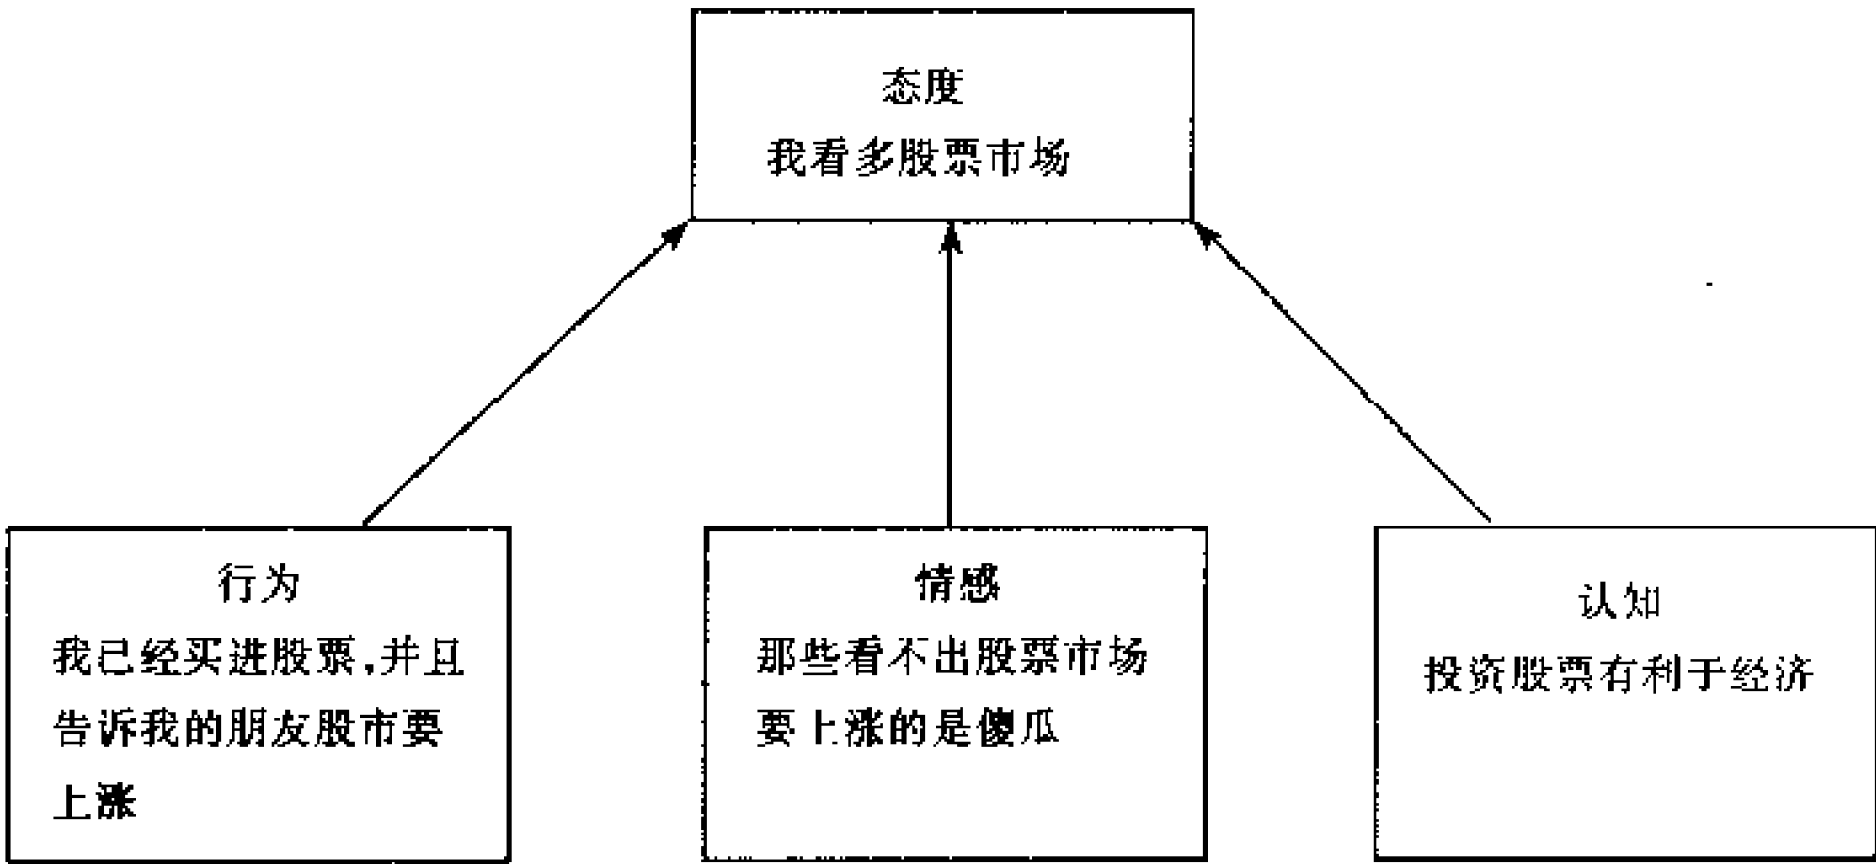 态度
我看多股票市场
行为
我已经买进股票,并且
告诉我的朋友股市要
上涨
情感
那些看不出股票市场
要上涨的是傻瓜
认知
投资股票有利于经济